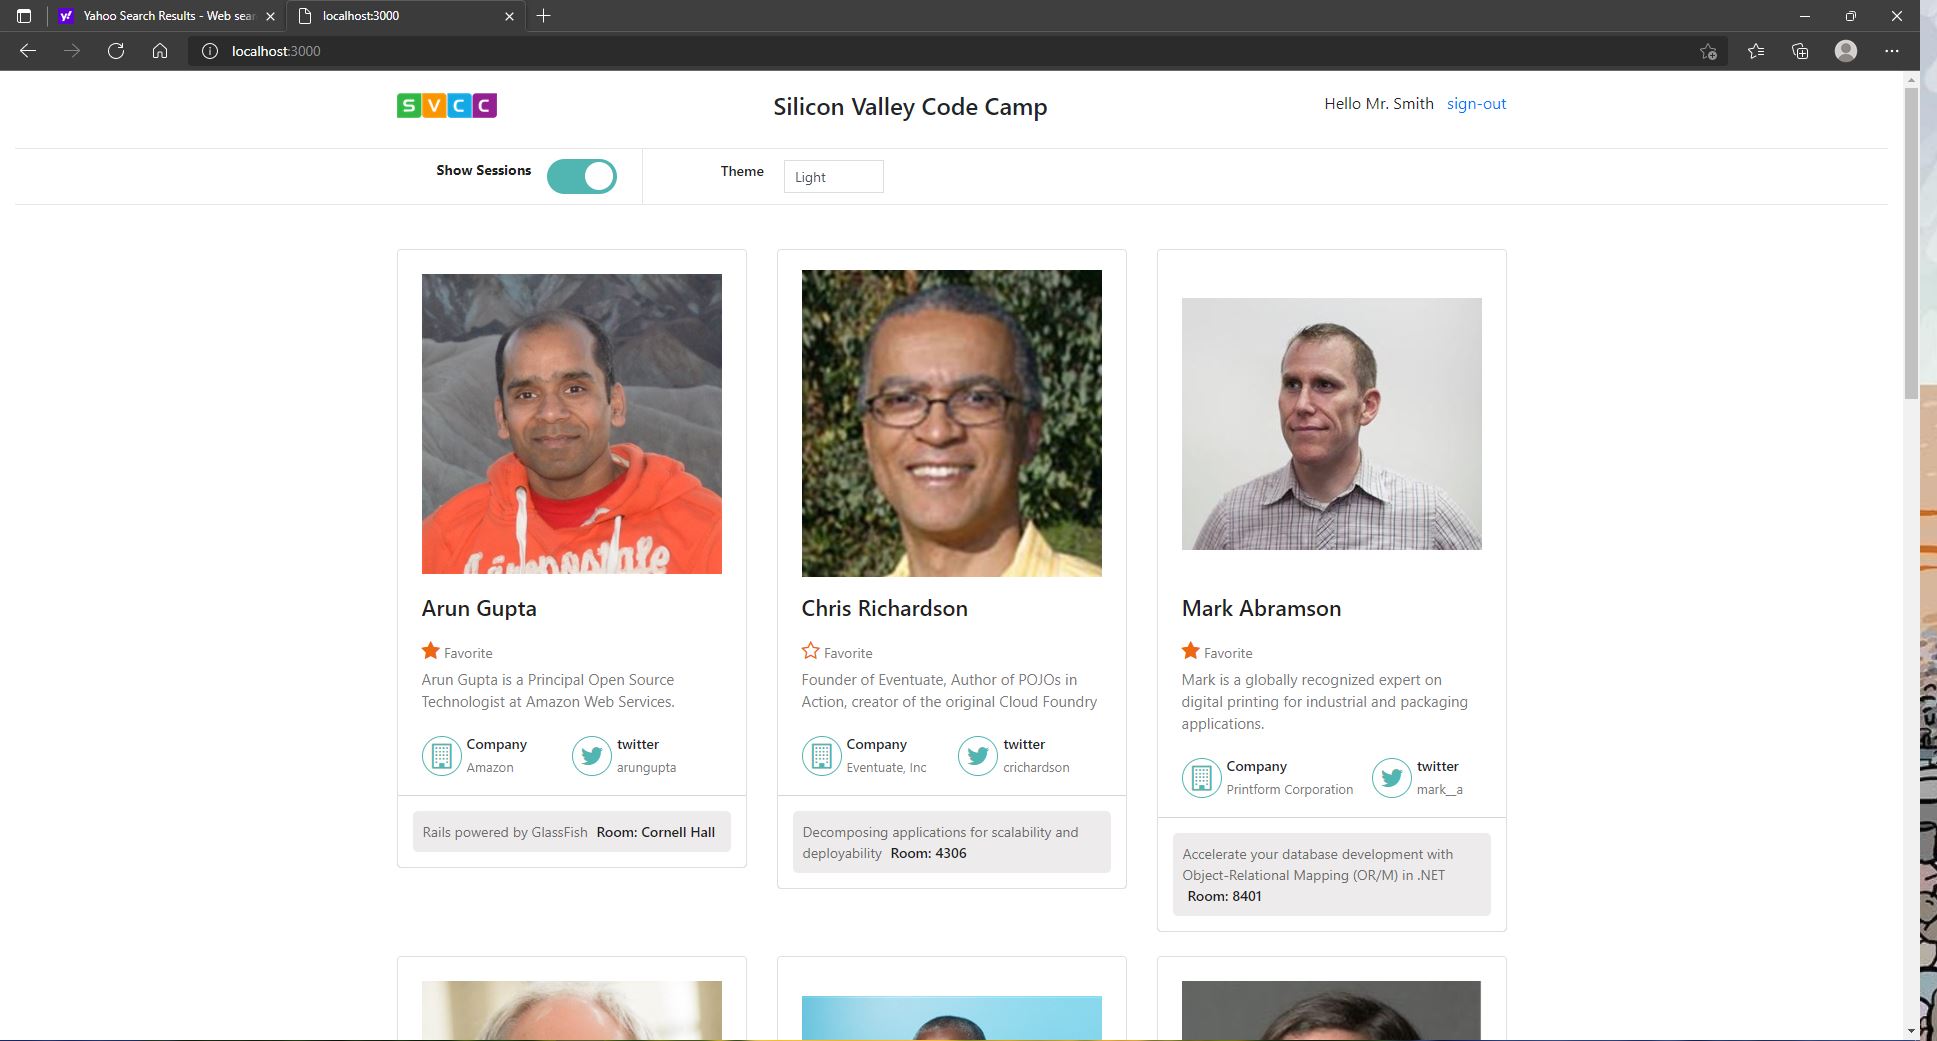 Yahoo Search Results - Web sear
localhost:3000
localhost:3000
SVCC
Silicon Valley Code Camp
Hello Mr. Smith sign-out
Show Sessions
Theme
Light
Arun Gupta
Favorite
Arun Gupta is a Principal Open Source
Technologist at Amazon Web Services.
Company
Amazon
twitter
arungupta
Rails powered by GlassFish Room: Cornell Hall
Chris Richardson
Favorite
Founder of Eventuate, Author of POJOs in
Action, creator of the original Cloud Foundry
Company
Eventuate, Inc
twitter
crichardson
Decomposing applications for scalability and
deployability Room: 4306
Mark Abramson
Favorite
Mark is a globally recognized expert on
digital printing for industrial and packaging
applications.
Company
Printform Corporation
twitter
mark__a
Accelerate your database development with
Object-Relational Mapping (OR/M) in .NET
Room: 8401